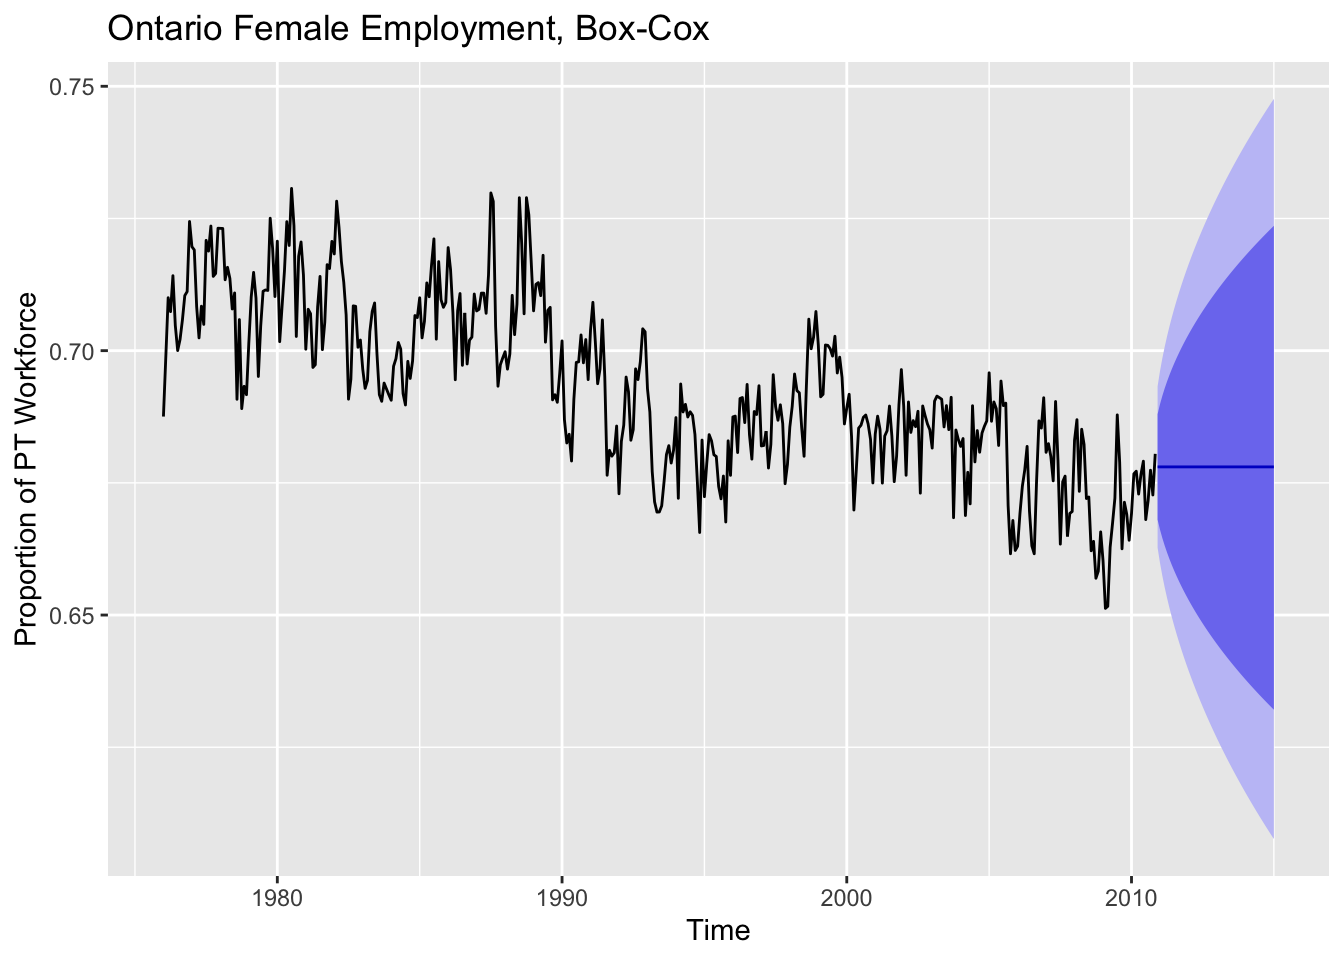 Ontario Female Employment, Box-Cox
0.75
0.70
0.65
Proportion of PT Workforce
1980
1990
2000
2010
Time